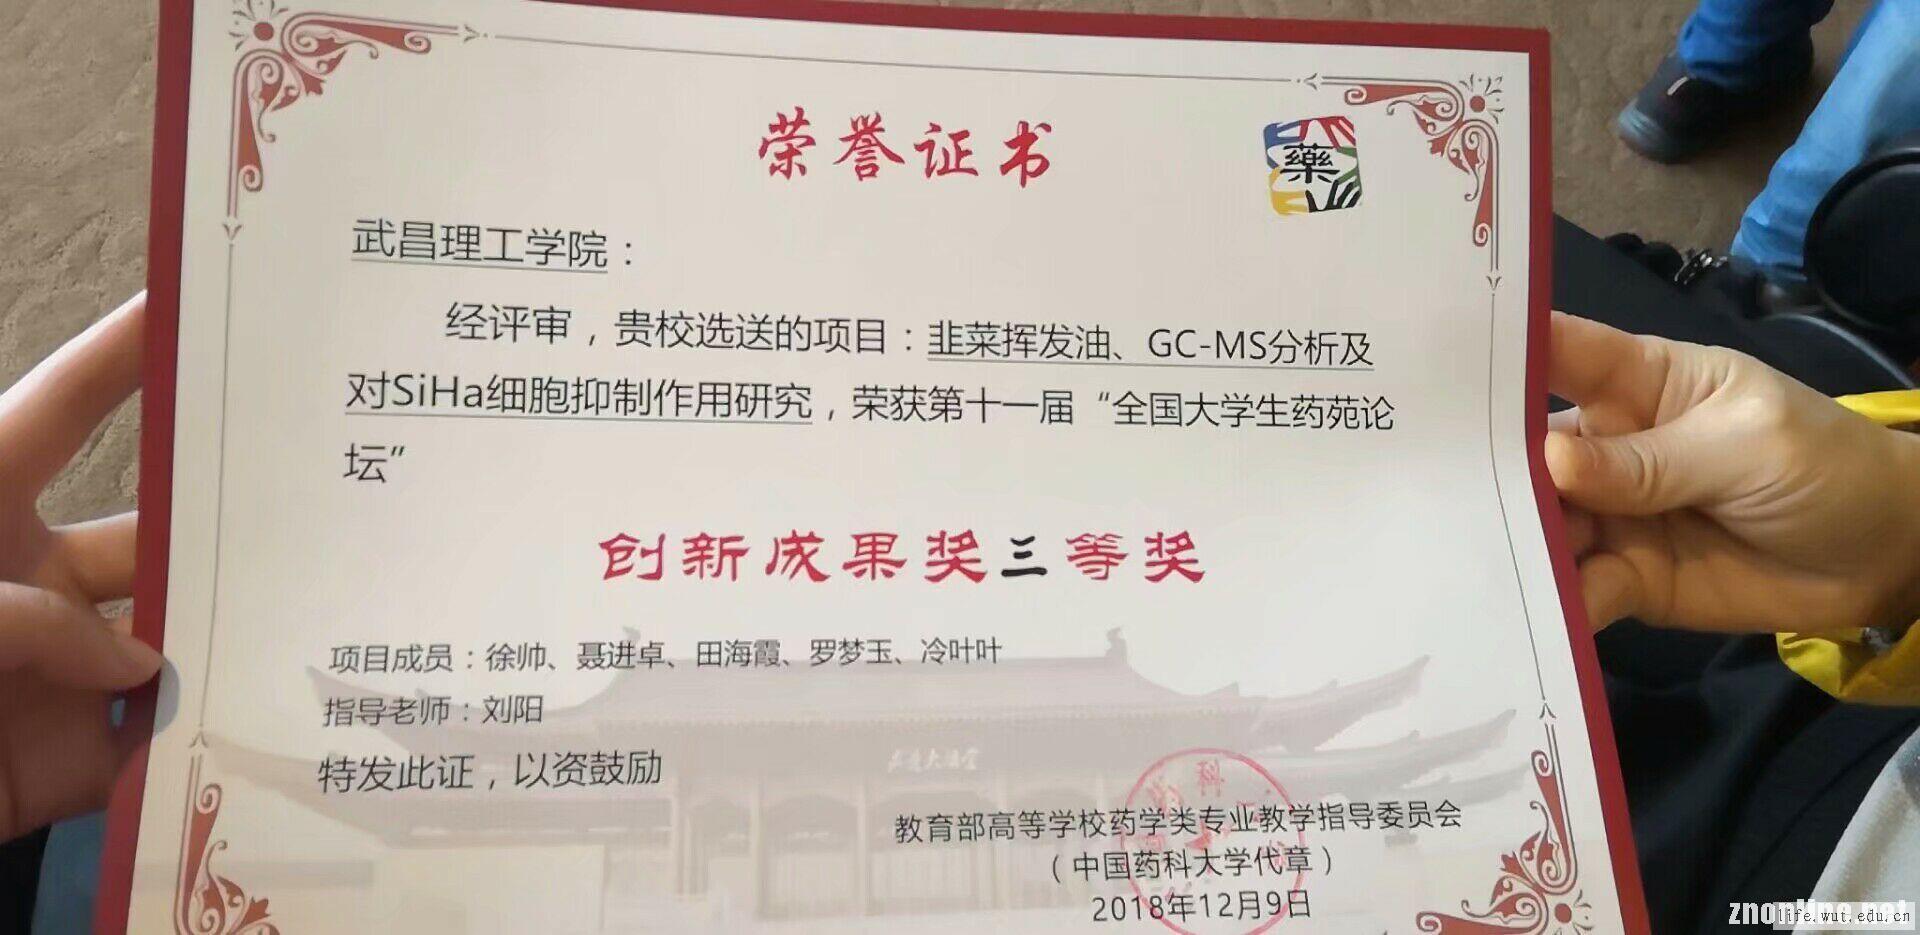 荣誉证书
藥
武昌理工学院：
经评审，贵校选送的项目：韭菜挥发油、GC-MS分析及
对SiHa细胞抑制作用研究，荣获第十一届“全国大学生药苑论
坛”
创新成果奖三等奖
项目成员：徐帅、聂进卓、田海霞、罗梦玉、冷叶叶
指导老师：刘阳
特发此证，以资鼓励
教育部高等学校药学类专业教学指导委员会
（中国药科大学代章）
2018年12月9日
znonline.net
life.wut.edu.cn